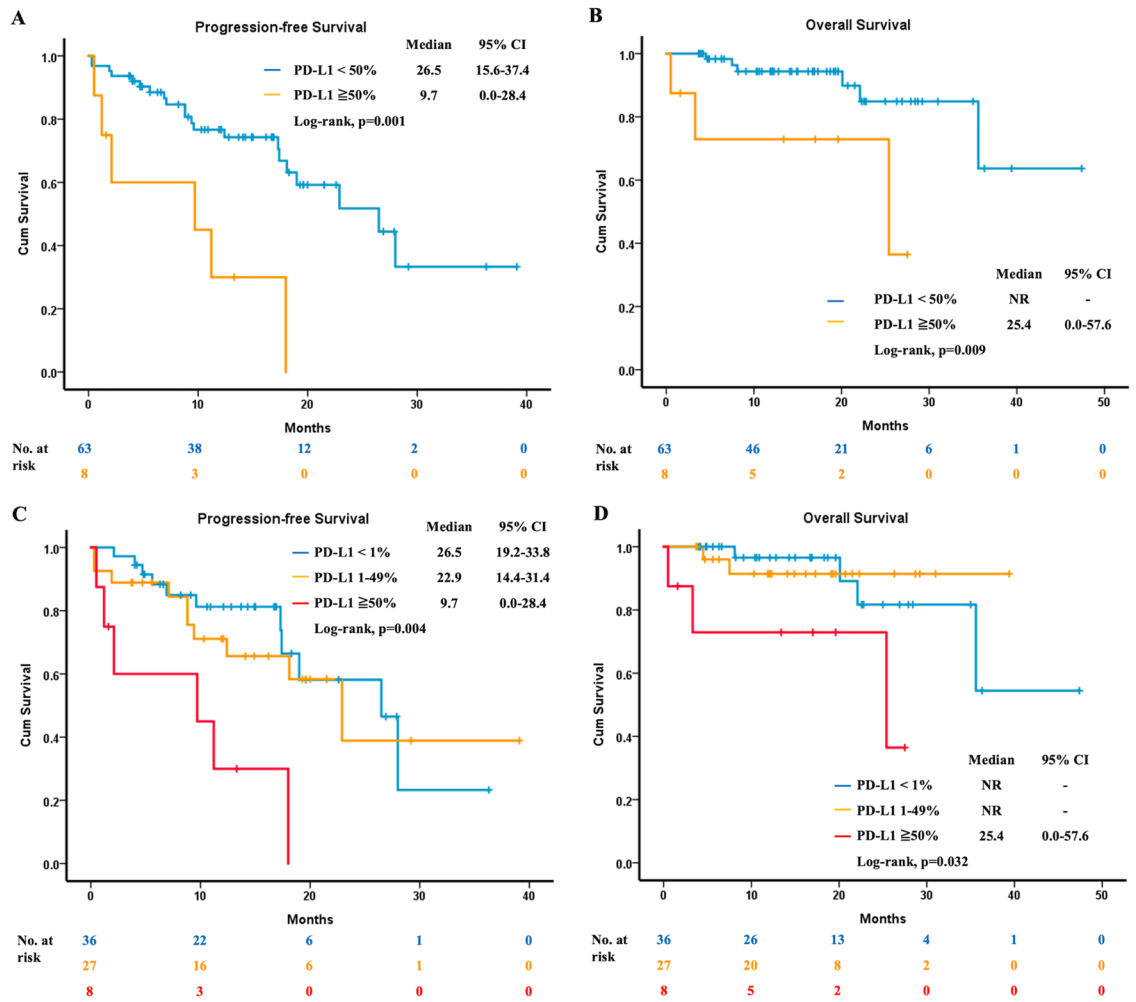 A
Progression-free Survival
Median 95% CI
PD-L1 < 50% 26.5 15.6-37.4
PD-L1 ≧50% 9.7 0.0-28.4
Log-rank, p=0.001
Cum Survival
1.0
0.8
0.6
0.4
0.2
0.0
0 10 20 30 40
Months
No. at risk
63 38 12 2 0
8 3 0 0 0
B
Overall Survival
Median 95% CI
PD-L1 < 50% NR -
PD-L1 ≧50% 25.4 0.0-57.6
Log-rank, p=0.009
Cum Survival
1.0
0.8
0.6
0.4
0.2
0.0
0 10 20 30 40 50
Months
No. at risk
63 46 21 6 1 0
8 5 2 0 0 0
C
Progression-free Survival
Median 95% CI
PD-L1 < 1% 26.5 19.2-33.8
PD-L1 1-49% 22.9 14.4-31.4
PD-L1 ≧50% 9.7 0.0-28.4
Log-rank, p=0.004
Cum Survival
1.0
0.8
0.6
0.4
0.2
0.0
0 10 20 30 40
Months
No. at risk
36 22 6 1 0
27 16 6 1 0
8 3 0 0 0
D
Overall Survival
Median 95% CI
PD-L1 < 1% NR -
PD-L1 1-49% NR -
PD-L1 ≧50% 25.4 0.0-57.6
Log-rank, p=0.032
Cum Survival
1.0
0.8
0.6
0.4
0.2
0.0
0 10 20 30 40 50
Months
No. at risk
36 26 13 4 1 0
27 20 8 2 0 0
8 5 2 0 0 0